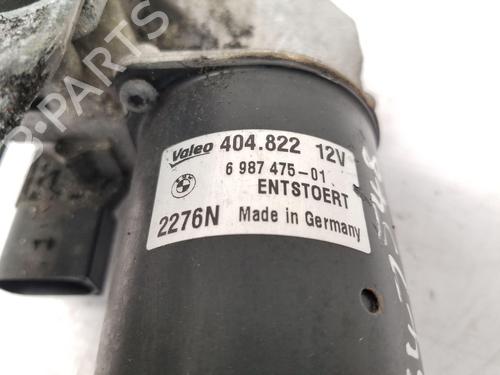 B-PARTS
Valeo 404.822 12V
6 987 475-01
ENTSTOERT
2276N Made in Germany